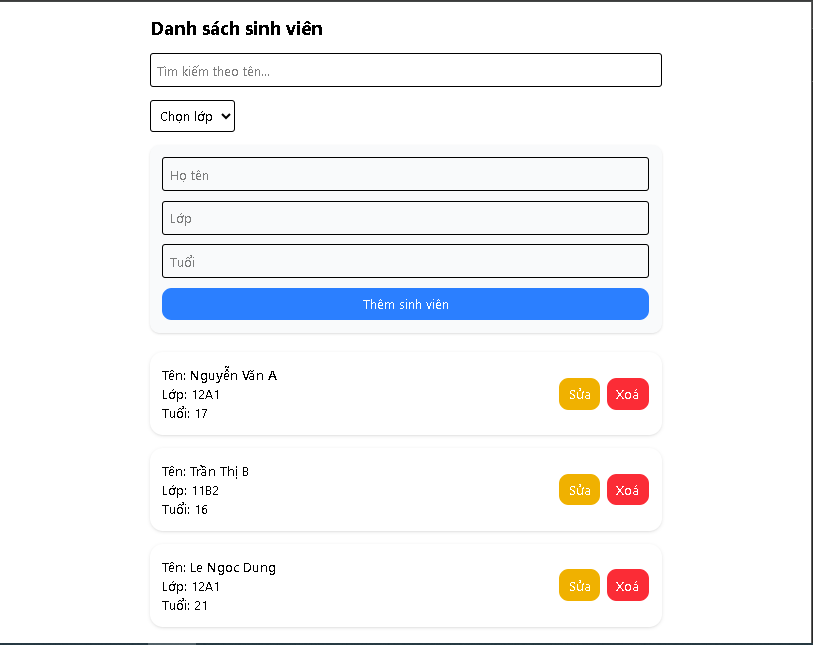 Danh sách sinh viên
Tìm kiếm theo tên...
Chọn lớp
Họ tên
Lớp
Tuổi
Thêm sinh viên
Tên: Nguyễn Văn A
Lớp: 12A1
Tuổi: 17
Sửa Xoá
Tên: Trần Thị B
Lớp: 11B2
Tuổi: 16
Sửa Xoá
Tên: Le Ngoc Dung
Lớp: 12A1
Tuổi: 21
Sửa Xoá